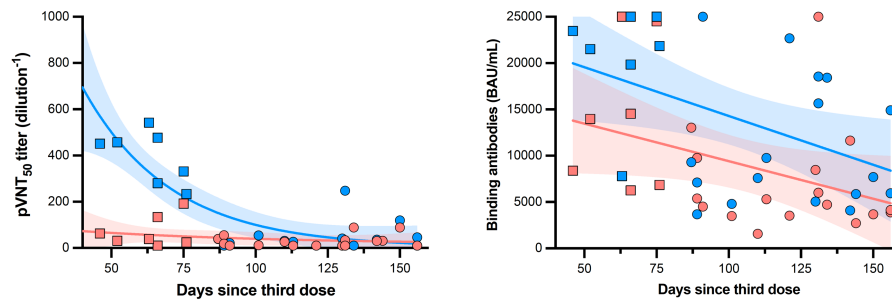 1000
800
600
400
200
0
pVNT50 titer (dilution-1)
50 75 100 125 150
Days since third dose
25000
20000
15000
10000
5000
0
Binding antibodies (BAU/mL)
50 75 100 125 150
Days since third dose